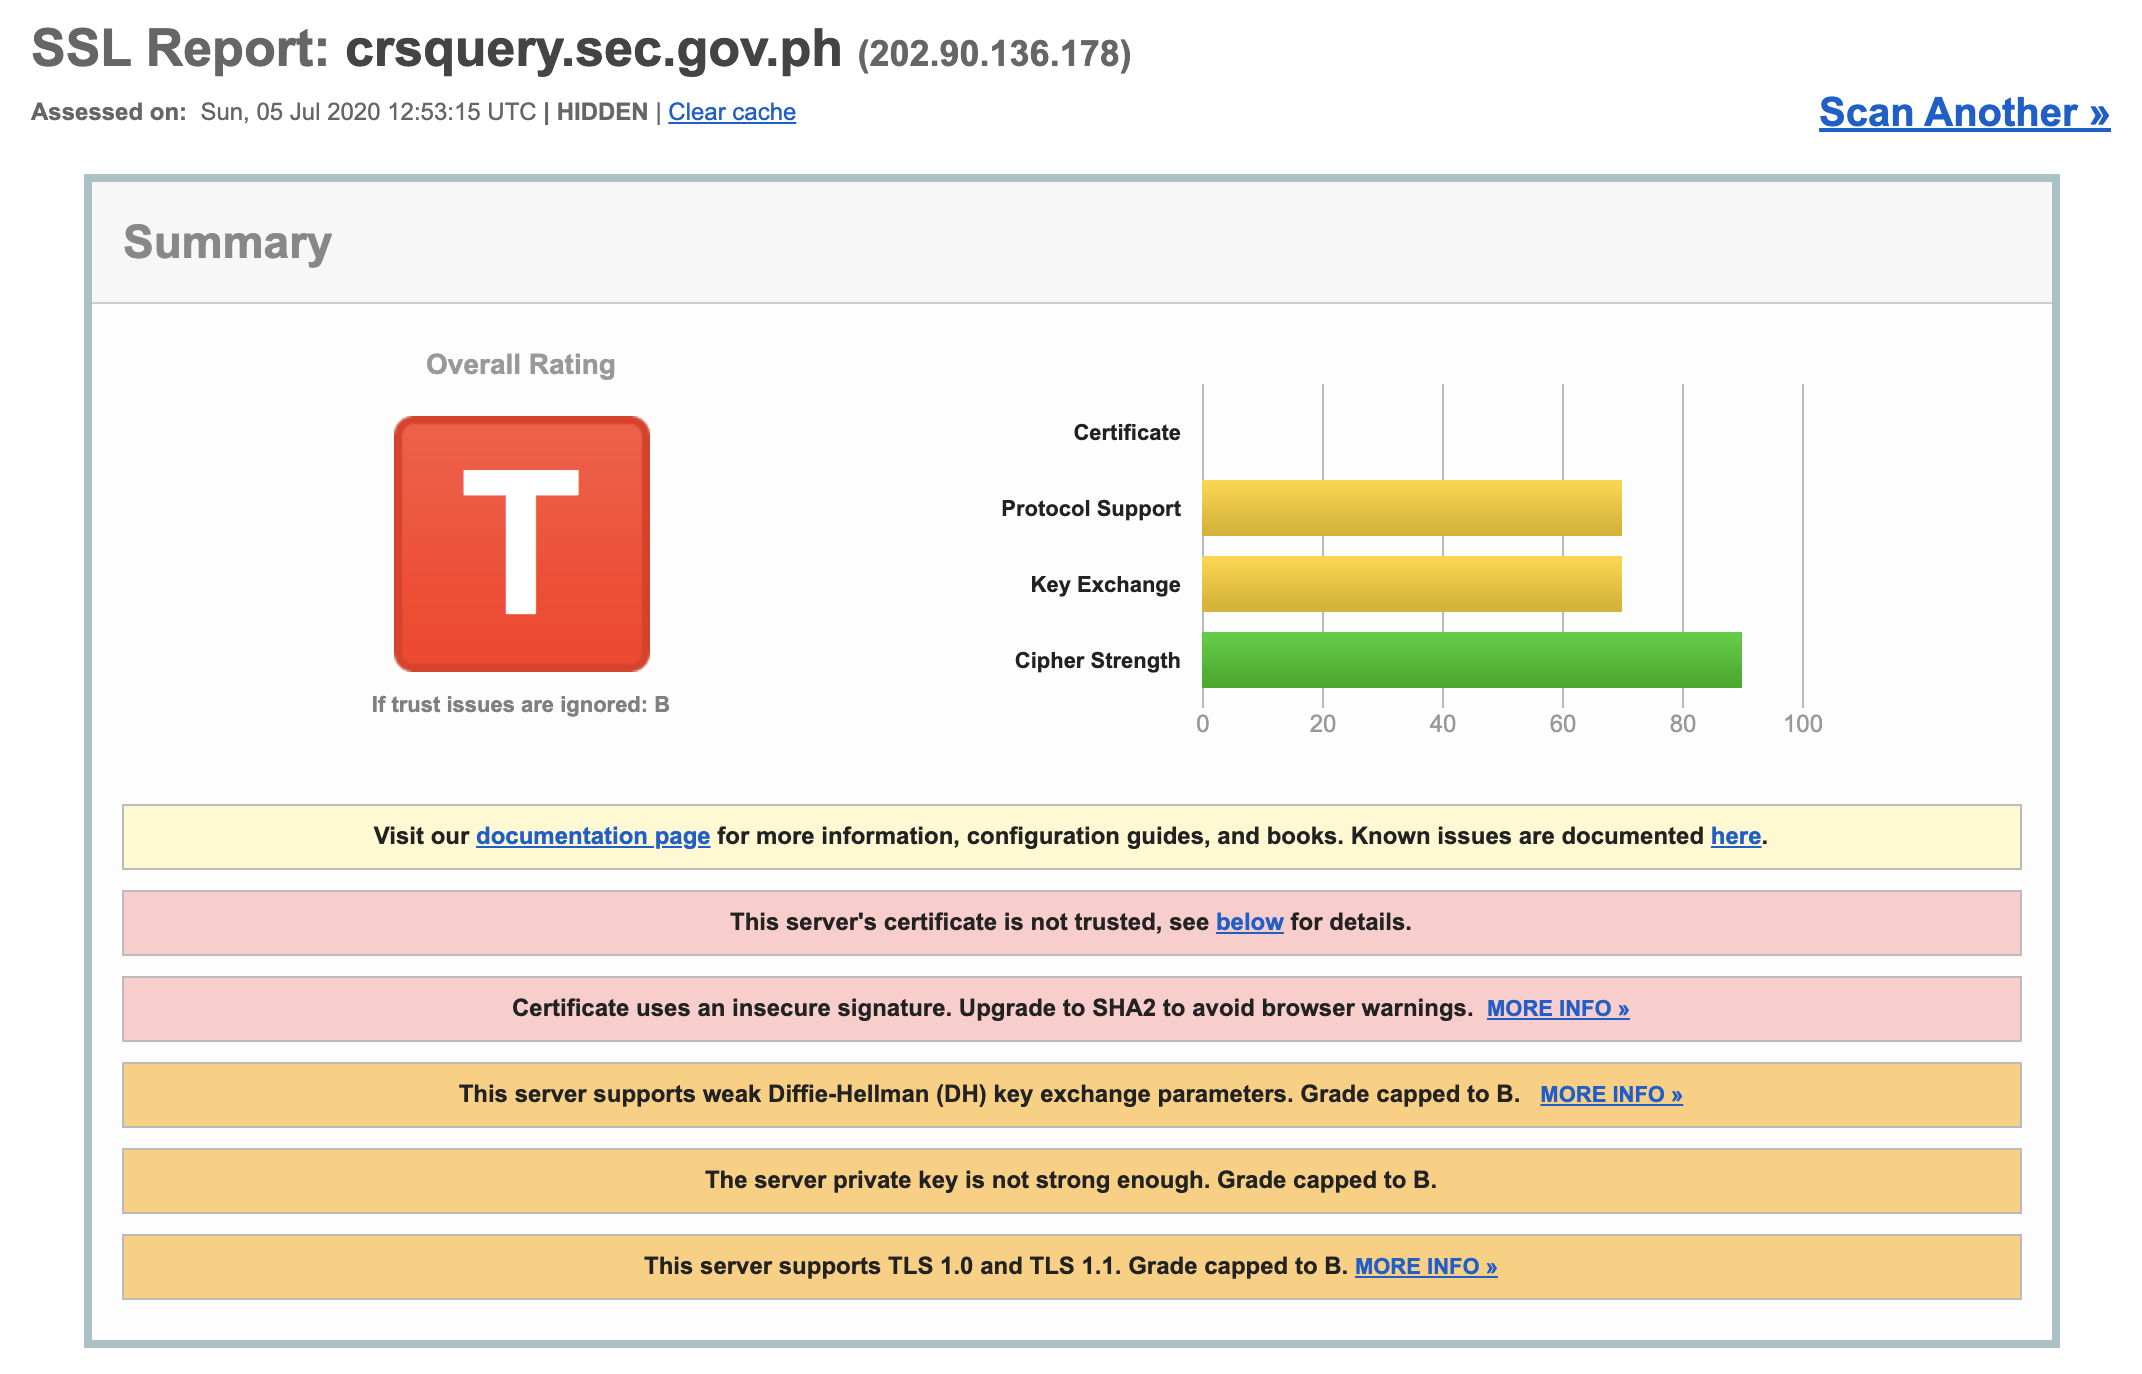 SSL Report: crsquery.sec.gov.ph (202.90.136.178)
Assessed on: Sun, 05 Jul 2020 12:53:15 UTC | HIDDEN | Clear cache
Scan Another »
Summary
Overall Rating
T
If trust issues are ignored: B
Certificate
Protocol Support
Key Exchange
Cipher Strength
0 20 40 60 80 100
Visit our documentation page for more information, configuration guides, and books. Known issues are documented here.
This server's certificate is not trusted, see below for details.
Certificate uses an insecure signature. Upgrade to SHA2 to avoid browser warnings. MORE INFO »
This server supports weak Diffie-Hellman (DH) key exchange parameters. Grade capped to B. MORE INFO »
The server private key is not strong enough. Grade capped to B.
This server supports TLS 1.0 and TLS 1.1. Grade capped to B. MORE INFO »